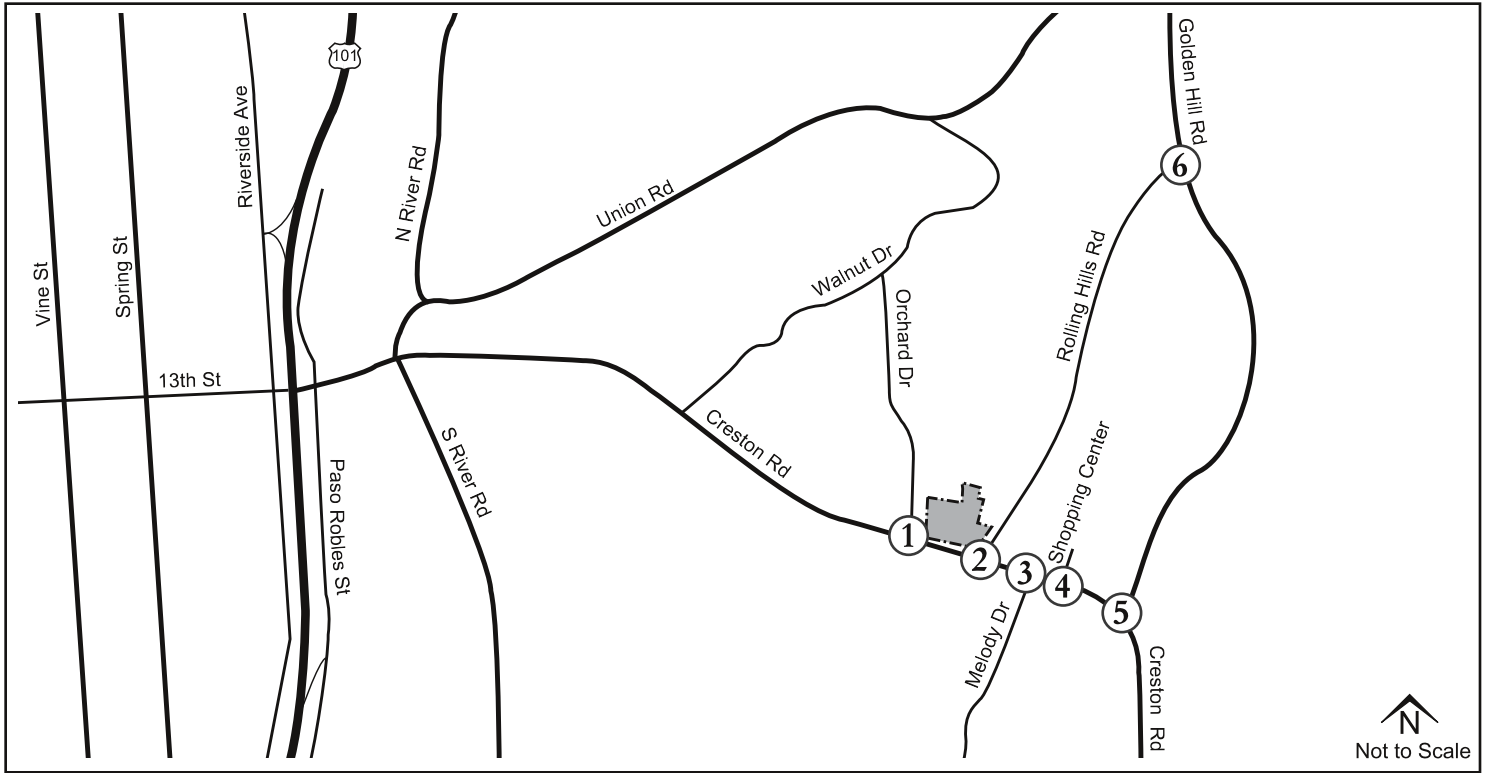 101
Golden Hill Rd
Riverside Ave
N River Rd
6
Union Rd
Vine St
Spring St
Walnut Dr
Rolling Hills Rd
Orchard Dr
13th St
Creston Rd
S River Rd
Paso Robles St
Shopping Center
1
2
3
4
5
Melody Dr
Creston Rd
N
Not to Scale